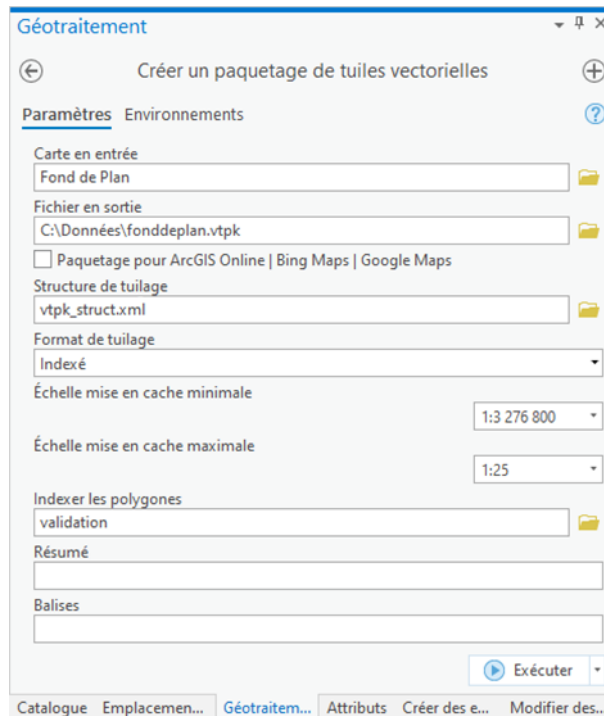 Géotraitement
Créer un paquetage de tuiles vectorielles
Paramètres Environnements
Carte en entrée
Fond de Plan
Fichier en sortie
C:\Données\fonddeplan.vtpk
Paquetage pour ArcGIS Online | Bing Maps | Google Maps
Structure de tuilage
vtpk_struct.xml
Format de tuilage
Indexé
Échelle mise en cache minimale
1:3 276 800
Échelle mise en cache maximale
1:25
Indexer les polygones
validation
Résumé
Balises
Exécuter
Catalogue Emplacemen... Géotraitem... Attributs Créer des e... Modifier des...